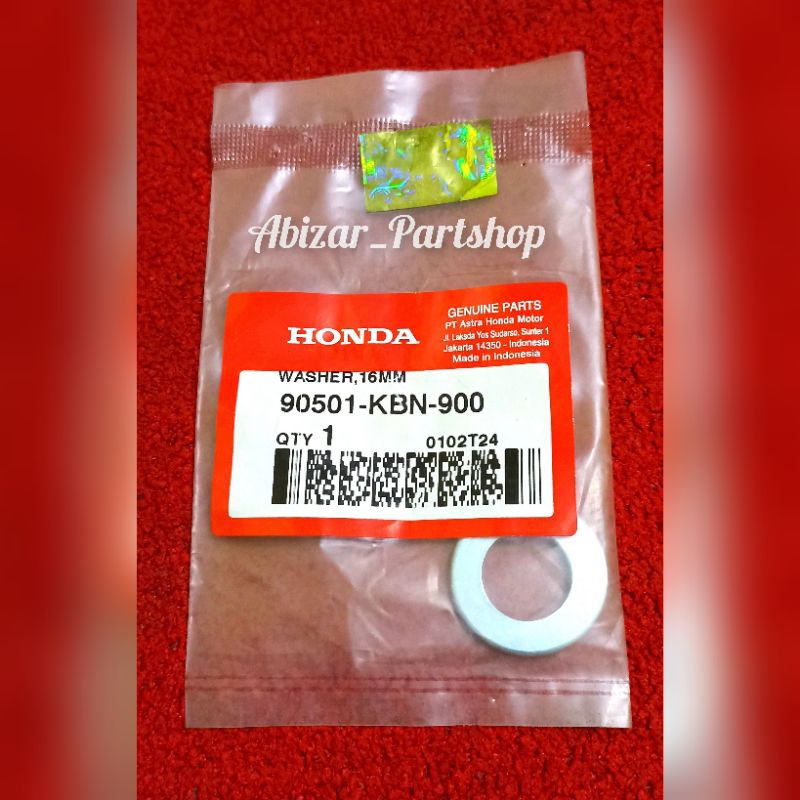 Abizar_Partshop
HONDA
GENUINE PARTS
PT Astra Honda Motor
Jl. Laksda Yos Sudarso, Sunter 1
Jakarta 14350 - Indonesia
Made in Indonesia
WASHER,16MM
90501-KBN-900
QTY 1
0102T24